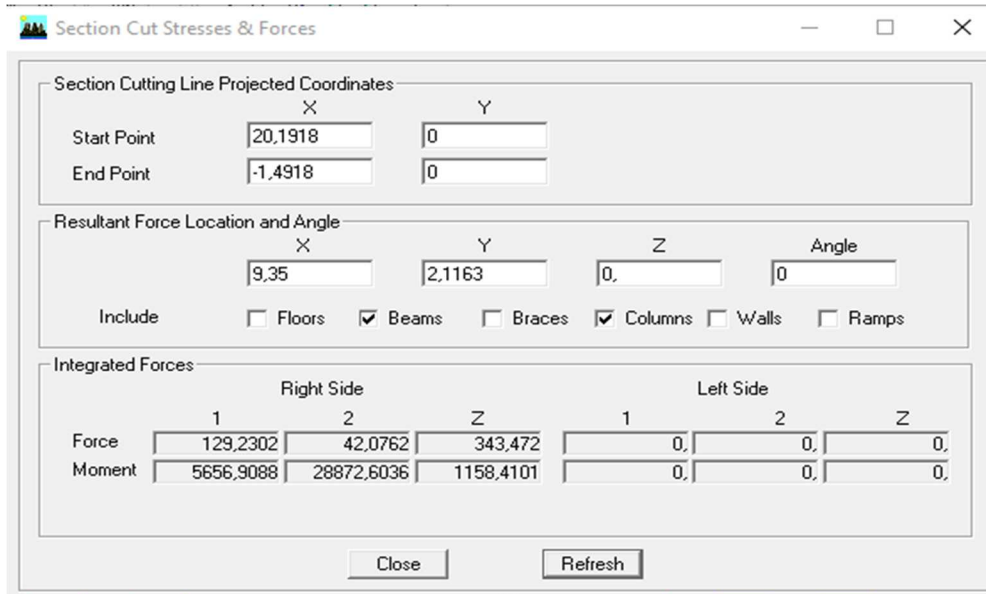 Section Cut Stresses & Forces
Section Cutting Line Projected Coordinates
X Y
Start Point 20,1918 0
End Point -1,4918 0
Resultant Force Location and Angle
X Y Z Angle
9,35 2,1163 0, 0
Include Floors Beams Braces Columns Walls Ramps
Integrated Forces
Right Side Left Side
1 2 Z 1 2 Z
Force 129,2302 42,0762 343,472 0, 0, 0,
Moment 5656,9088 28872,6036 1158,4101 0, 0, 0,
Close Refresh